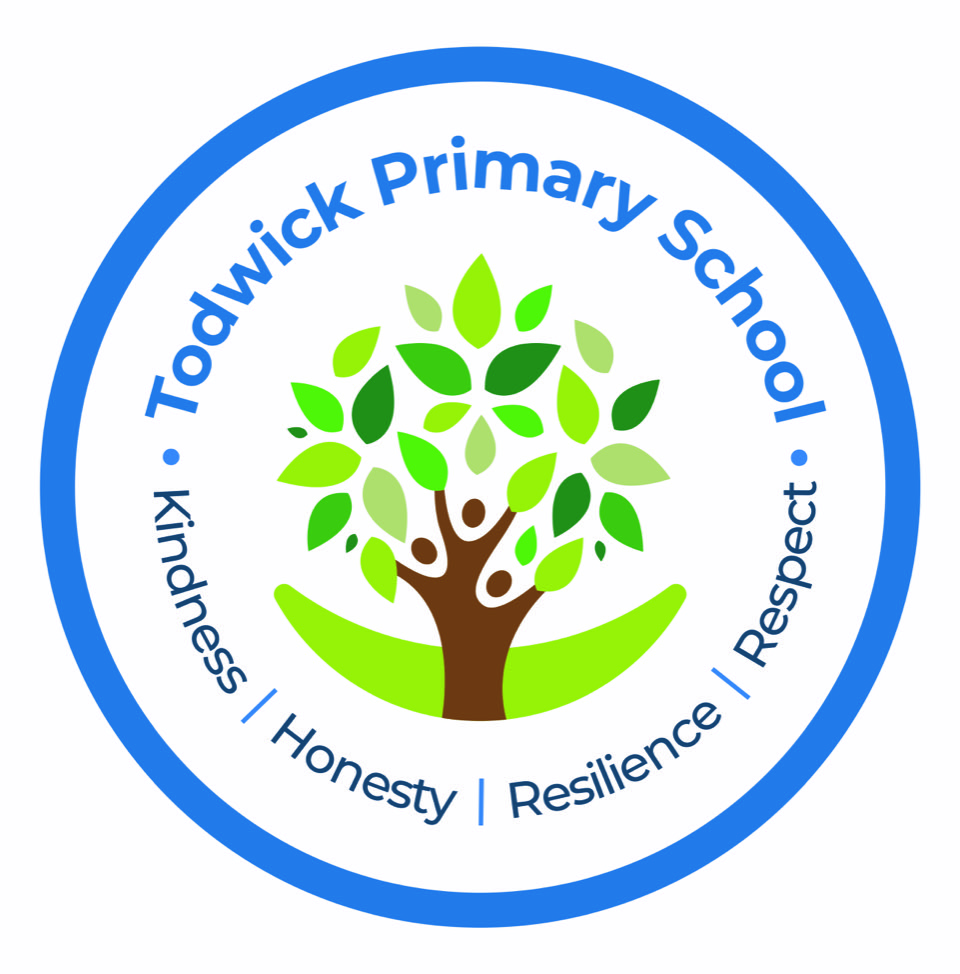 Todwick Primary School
• Kindness | Honesty | Resilience | Respect •